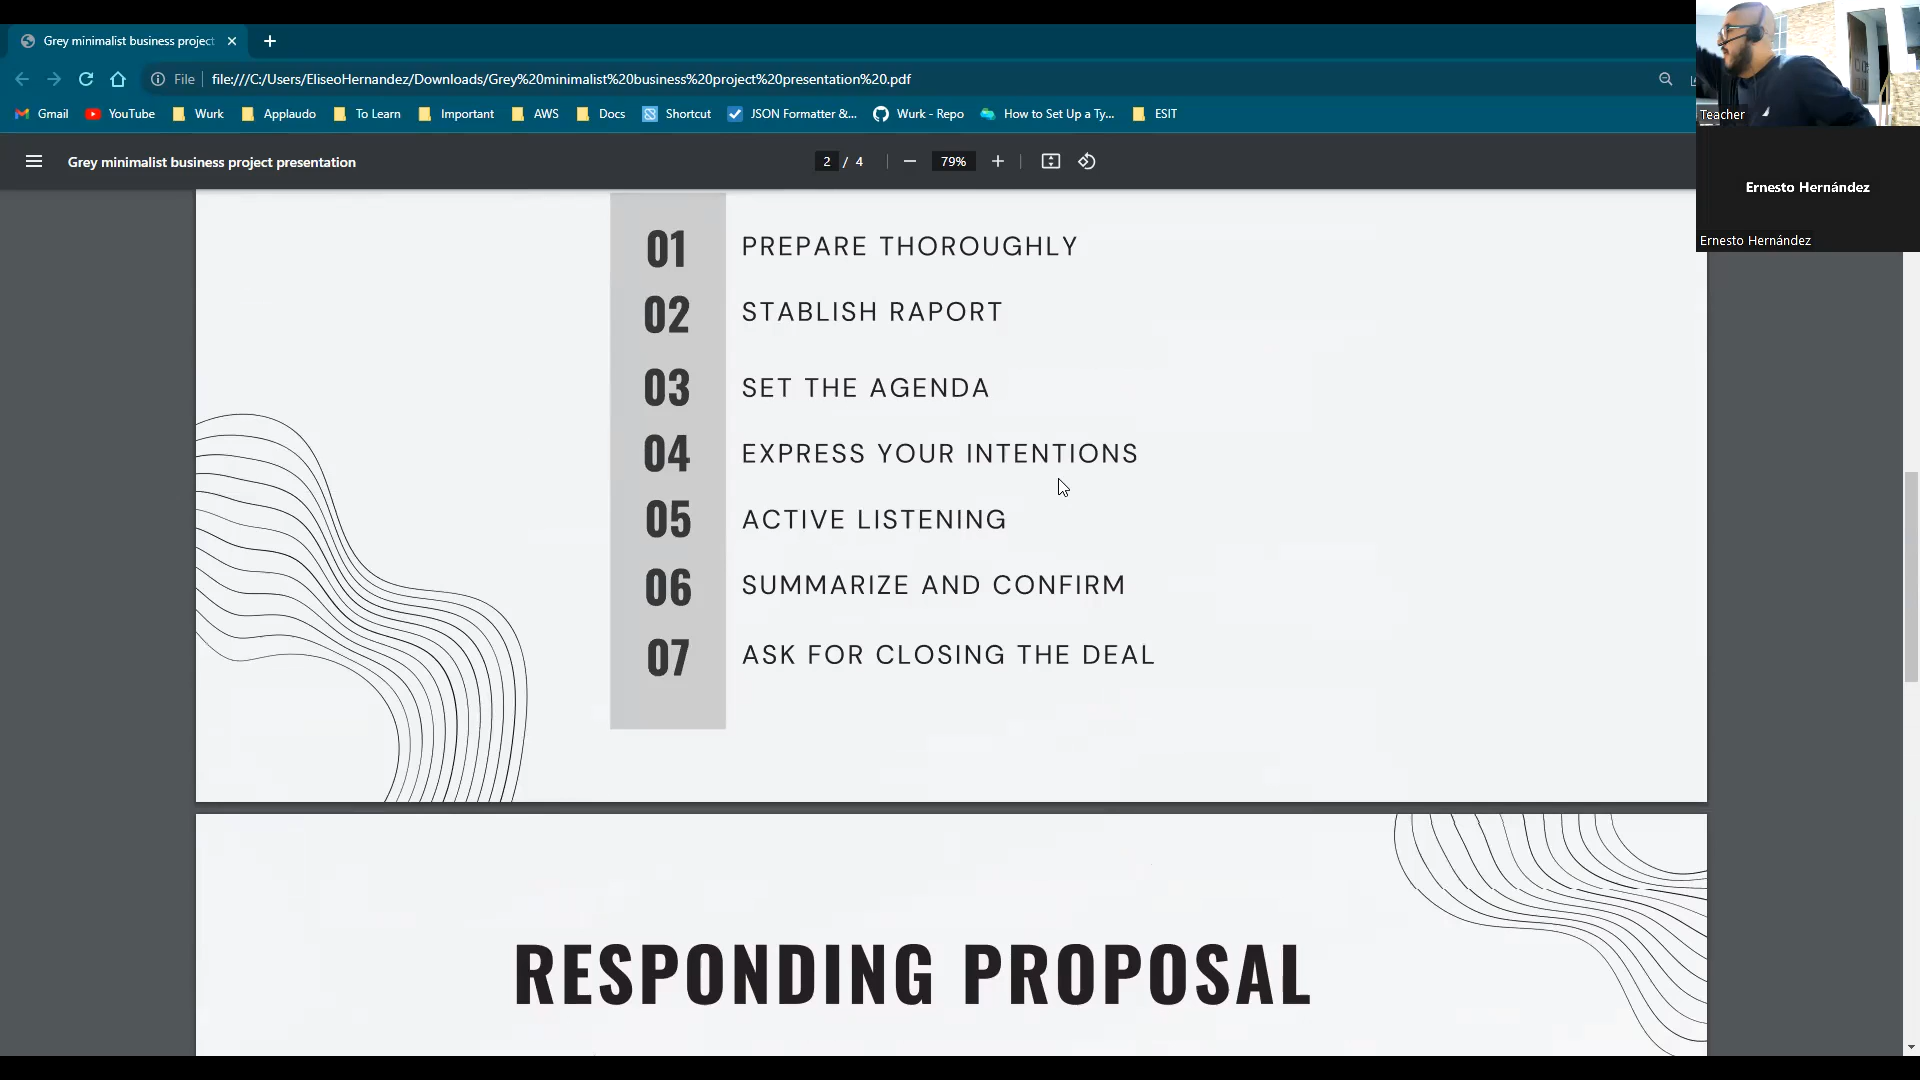 Grey minimalist business project
File file:///C:/Users/EliseoHernandez/Downloads/Grey%20minimalist%20business%20project%20presentation%20.pdf
Gmail YouTube Wurk Applaudo To Learn Important AWS Docs Shortcut JSON Formatter &... Wurk - Repo How to Set Up a Ty... ESIT
Teacher
Grey minimalist business project presentation 2 / 4 79%
Ernesto Hernández
Ernesto Hernández
01 PREPARE THOROUGHLY
02 STABLISH RAPORT
03 SET THE AGENDA
04 EXPRESS YOUR INTENTIONS
05 ACTIVE LISTENING
06 SUMMARIZE AND CONFIRM
07 ASK FOR CLOSING THE DEAL
RESPONDING PROPOSAL